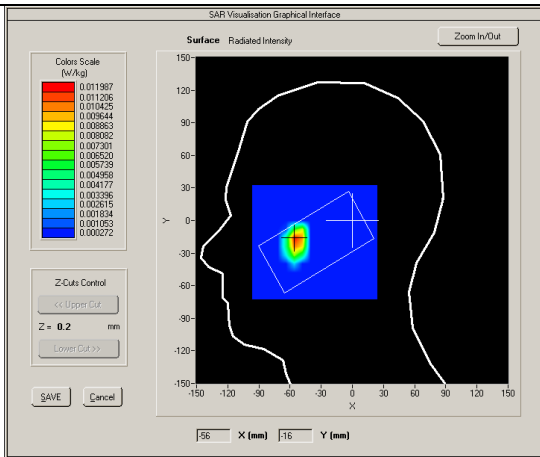 SAR Visualisation Graphical Interface
Surface Radiated Intensity
Zoom In/Out
Colors Scale
(W/kg)
0.011987
0.011206
0.010425
0.009644
0.008863
0.008082
0.007301
0.006520
0.005739
0.004958
0.004177
0.003396
0.002615
0.001834
0.001053
0.000272
Z-Cuts Control
<< Upper Cut
Z = 0.2 mm
Lower Cut >>
SAVE Cancel
150
120
90
60
30
0
-30
-60
-90
-120
-150
Y
-150 -120 -90 -60 -30 0 30 60 90 120 150
X
-56 X (mm) -16 Y (mm)